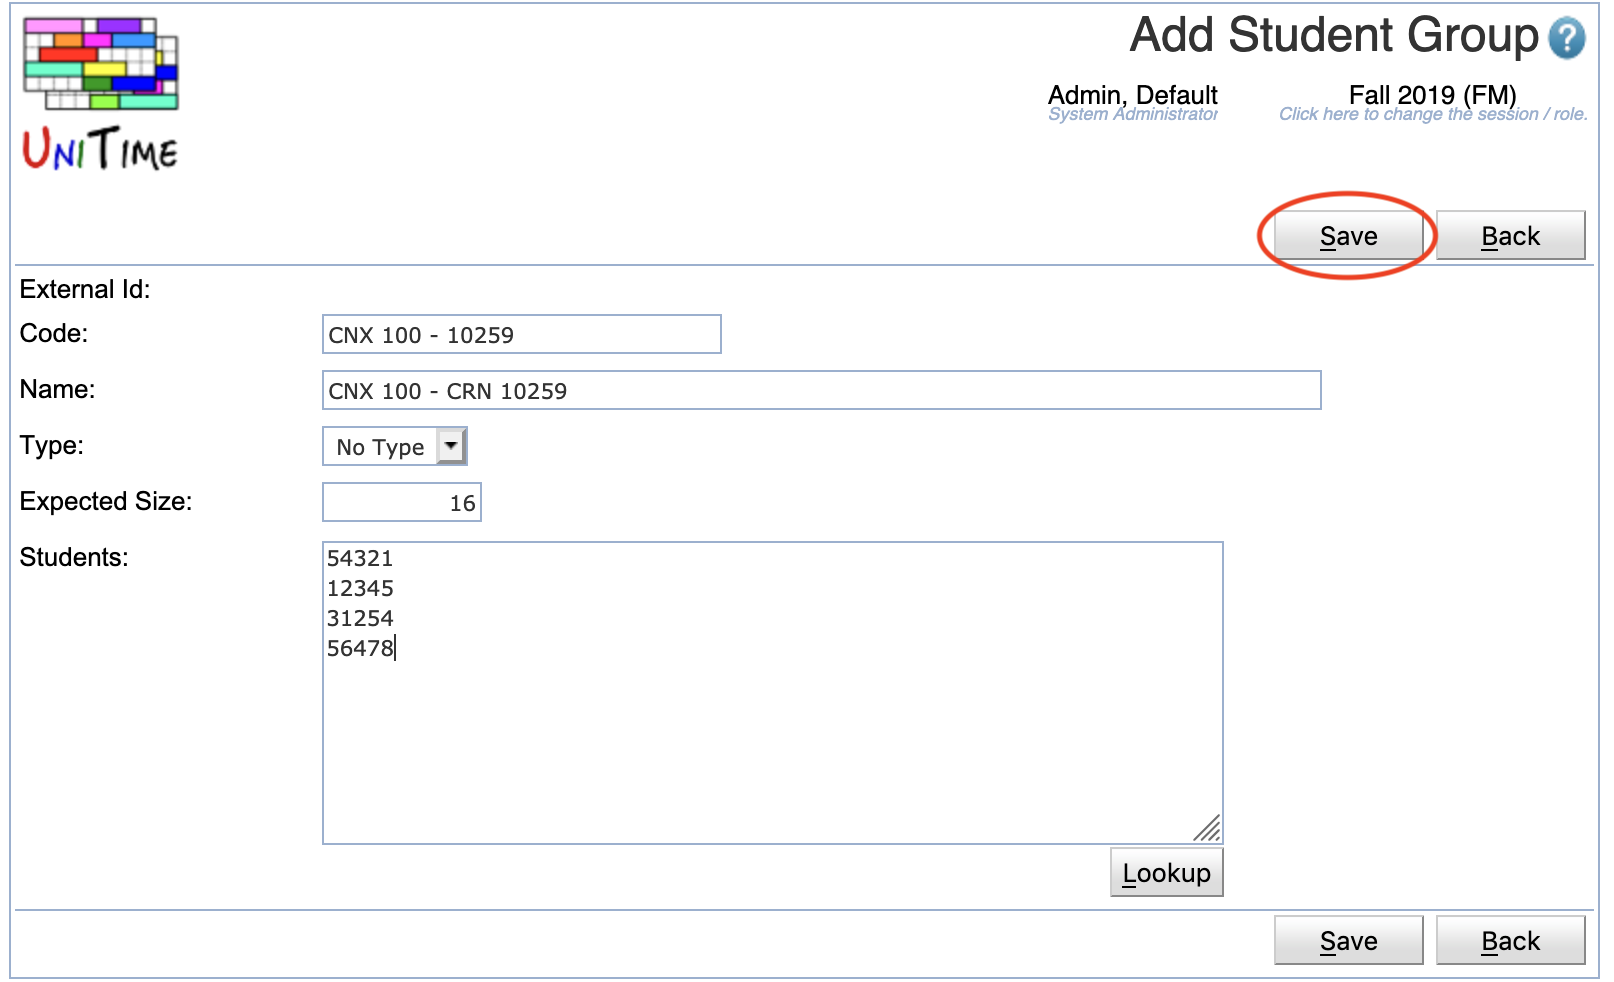 Add Student Group ?
Admin, Default
System Administrator
Fall 2019 (FM)
Click here to change the session / role.
UNITIME
Save Back
External Id:
Code: CNX 100 - 10259
Name: CNX 100 - CRN 10259
Type: No Type
Expected Size: 16
Students: 54321
12345
31254
56478
Lookup
Save Back